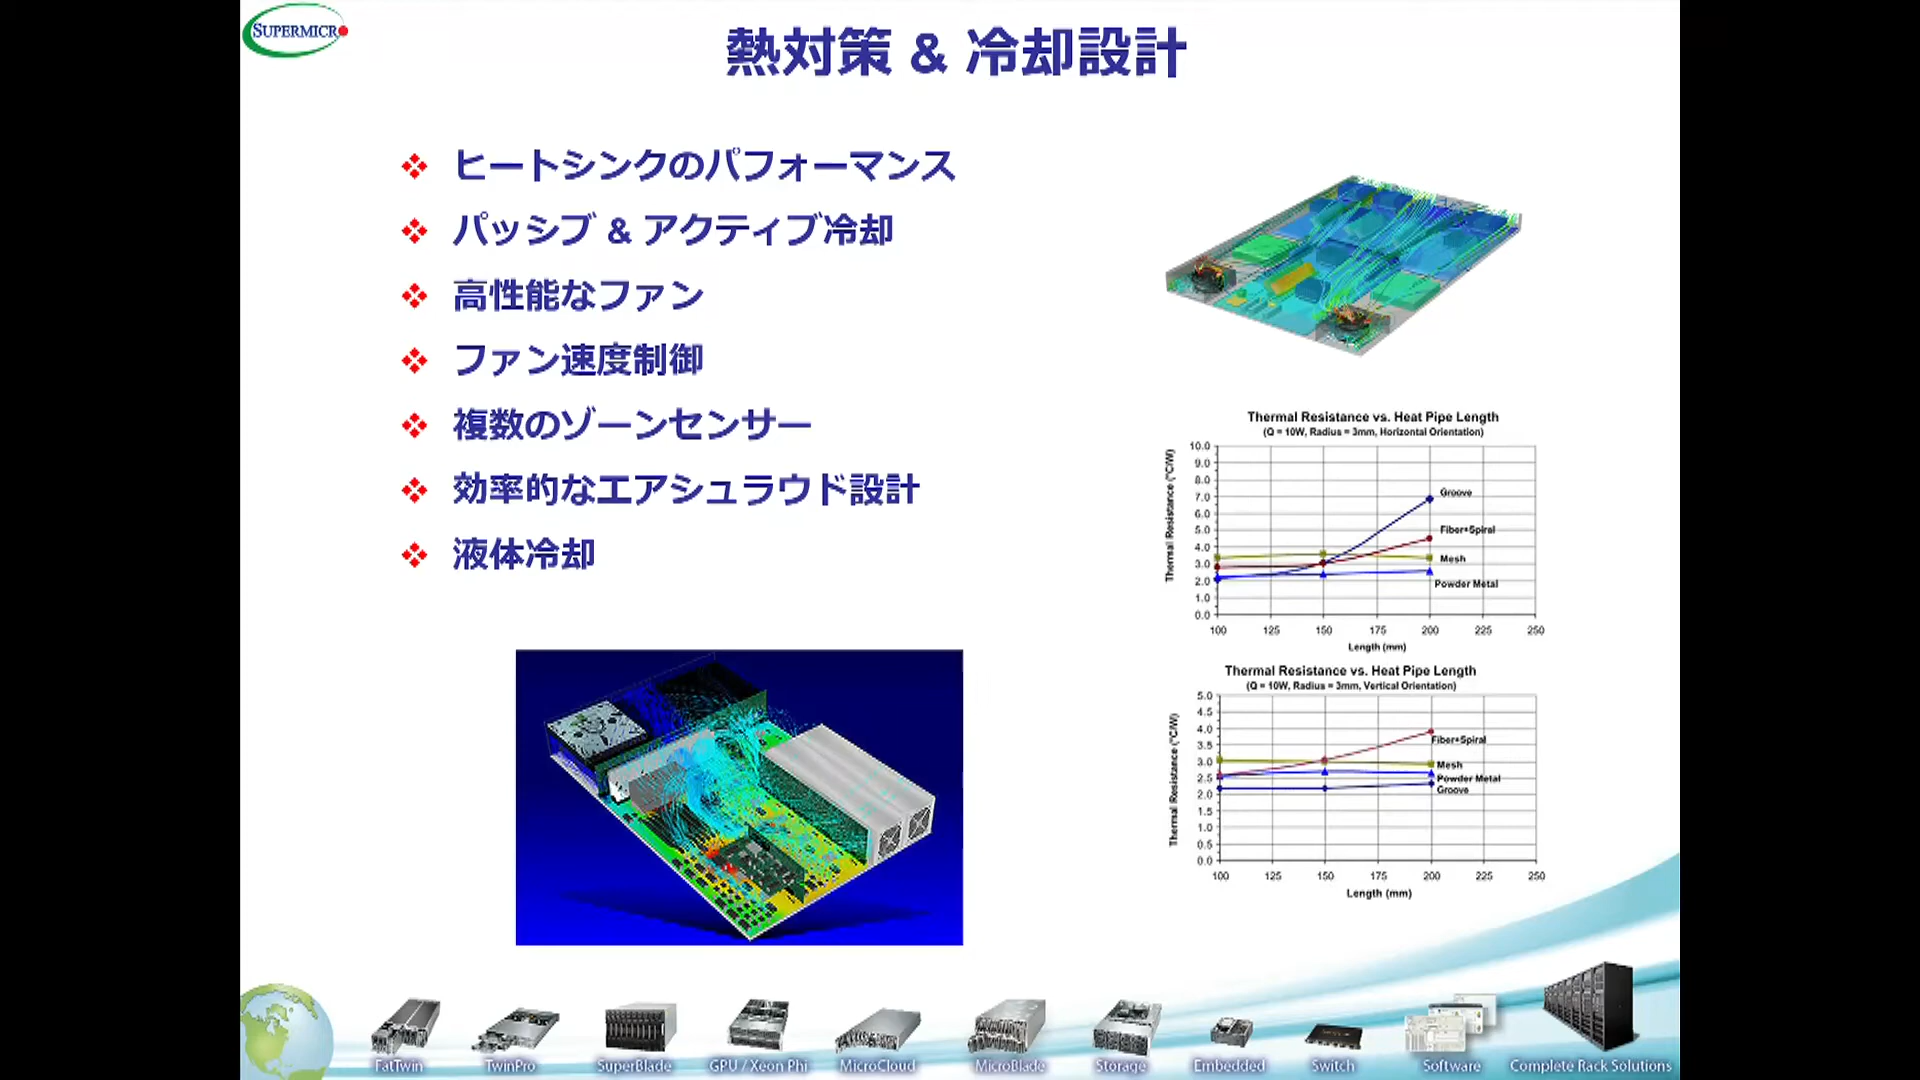 SUPERMICR
熱対策 & 冷却設計
ヒートシンクのパフォーマンス
パッシブ & アクティブ冷却
高性能なファン
ファン速度制御
複数のゾーンセンサー
効率的なエアシュラウド設計
液体冷却
Thermal Resistance vs. Heat Pipe Length
(Q = 10W, Radius = 3mm, Horizontal Orientation)
Thermal Resistance (°C/W)
10.0
9.0
8.0
7.0
6.0
5.0
4.0
3.0
2.0
1.0
0.0
Groove
Fiber+Spiral
Mesh
Powder Metal
100 125 150 175 200 225 250
Length (mm)
Thermal Resistance vs. Heat Pipe Length
(Q = 10W, Radius = 3mm, Vertical Orientation)
Thermal Resistance (°C/W)
5.0
4.5
4.0
3.5
3.0
2.5
2.0
1.5
1.0
0.5
0.0
Fiber+Spiral
Mesh
Powder Metal
Groove
100 125 150 175 200 225 250
Length (mm)
FatTwin TwinPro SuperBlade GPU / Xeon Phi MicroCloud MicroBlade Storage Embedded Switch Software Complete Rack Solutions